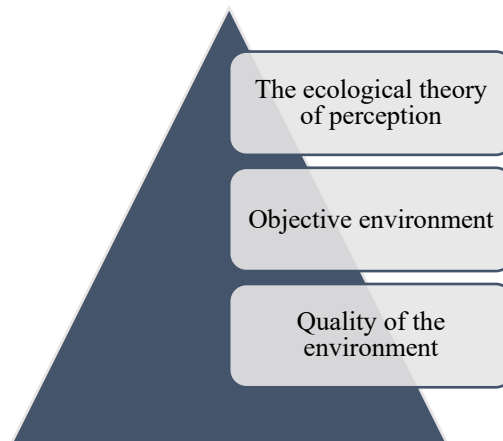 The ecological theory
of perception
Objective environment
Quality of the
environment